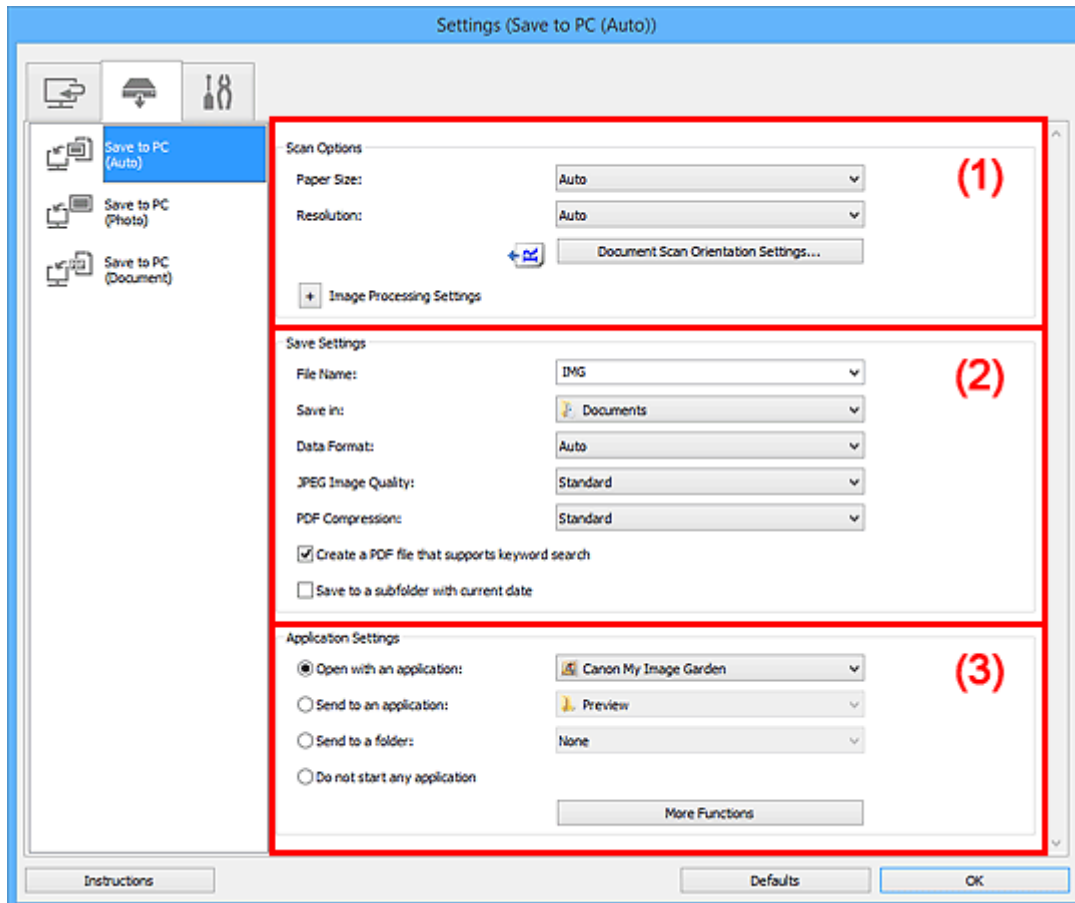 Settings (Save to PC (Auto))
Save to PC
(Auto)
Save to PC
(Photo)
Save to PC
(Document)
Scan Options
(1)
Paper Size: Auto
Resolution: Auto
Document Scan Orientation Settings...
+ Image Processing Settings
Save Settings
(2)
File Name: IMG
Save in: Documents
Data Format: Auto
JPEG Image Quality: Standard
PDF Compression: Standard
Create a PDF file that supports keyword search
Save to a subfolder with current date
Application Settings
(3)
Open with an application: Canon My Image Garden
Send to an application: Preview
Send to a folder: None
Do not start any application
More Functions
Instructions Defaults OK